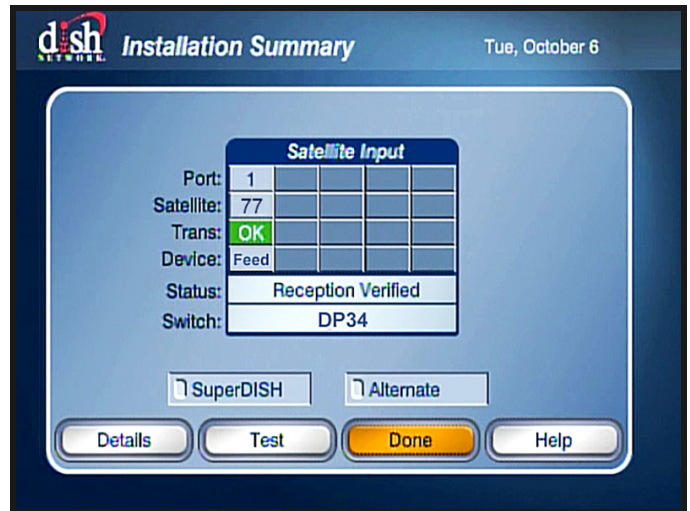 dish
NETWORK
Installation Summary
Tue, October 6
Satellite Input
Port: 1
Satellite: 77
Trans: OK
Device: Feed
Status: Reception Verified
Switch: DP34
SuperDISH Alternate
Details Test Done Help